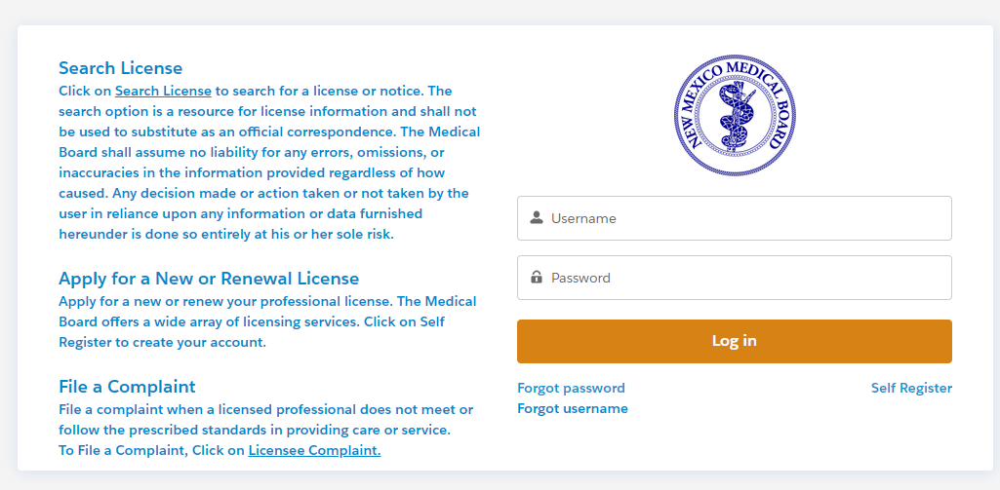 Search License
Click on Search License to search for a license or notice. The
search option is a resource for license information and shall not
be used to substitute as an official correspondence. The Medical
Board shall assume no liability for any errors, omissions, or
inaccuracies in the information provided regardless of how
caused. Any decision made or action taken or not taken by the
user in reliance upon any information or data furnished
hereunder is done so entirely at his or her sole risk.
Apply for a New or Renewal License
Apply for a new or renew your professional license. The Medical
Board offers a wide array of licensing services. Click on Self
Register to create your account.
File a Complaint
File a complaint when a licensed professional does not meet or
follow the prescribed standards in providing care or service.
To File a Complaint, Click on Licensee Complaint.
NEW MEXICO MEDICAL BOARD
Username
Password
Log in
Forgot password
Self Register
Forgot username